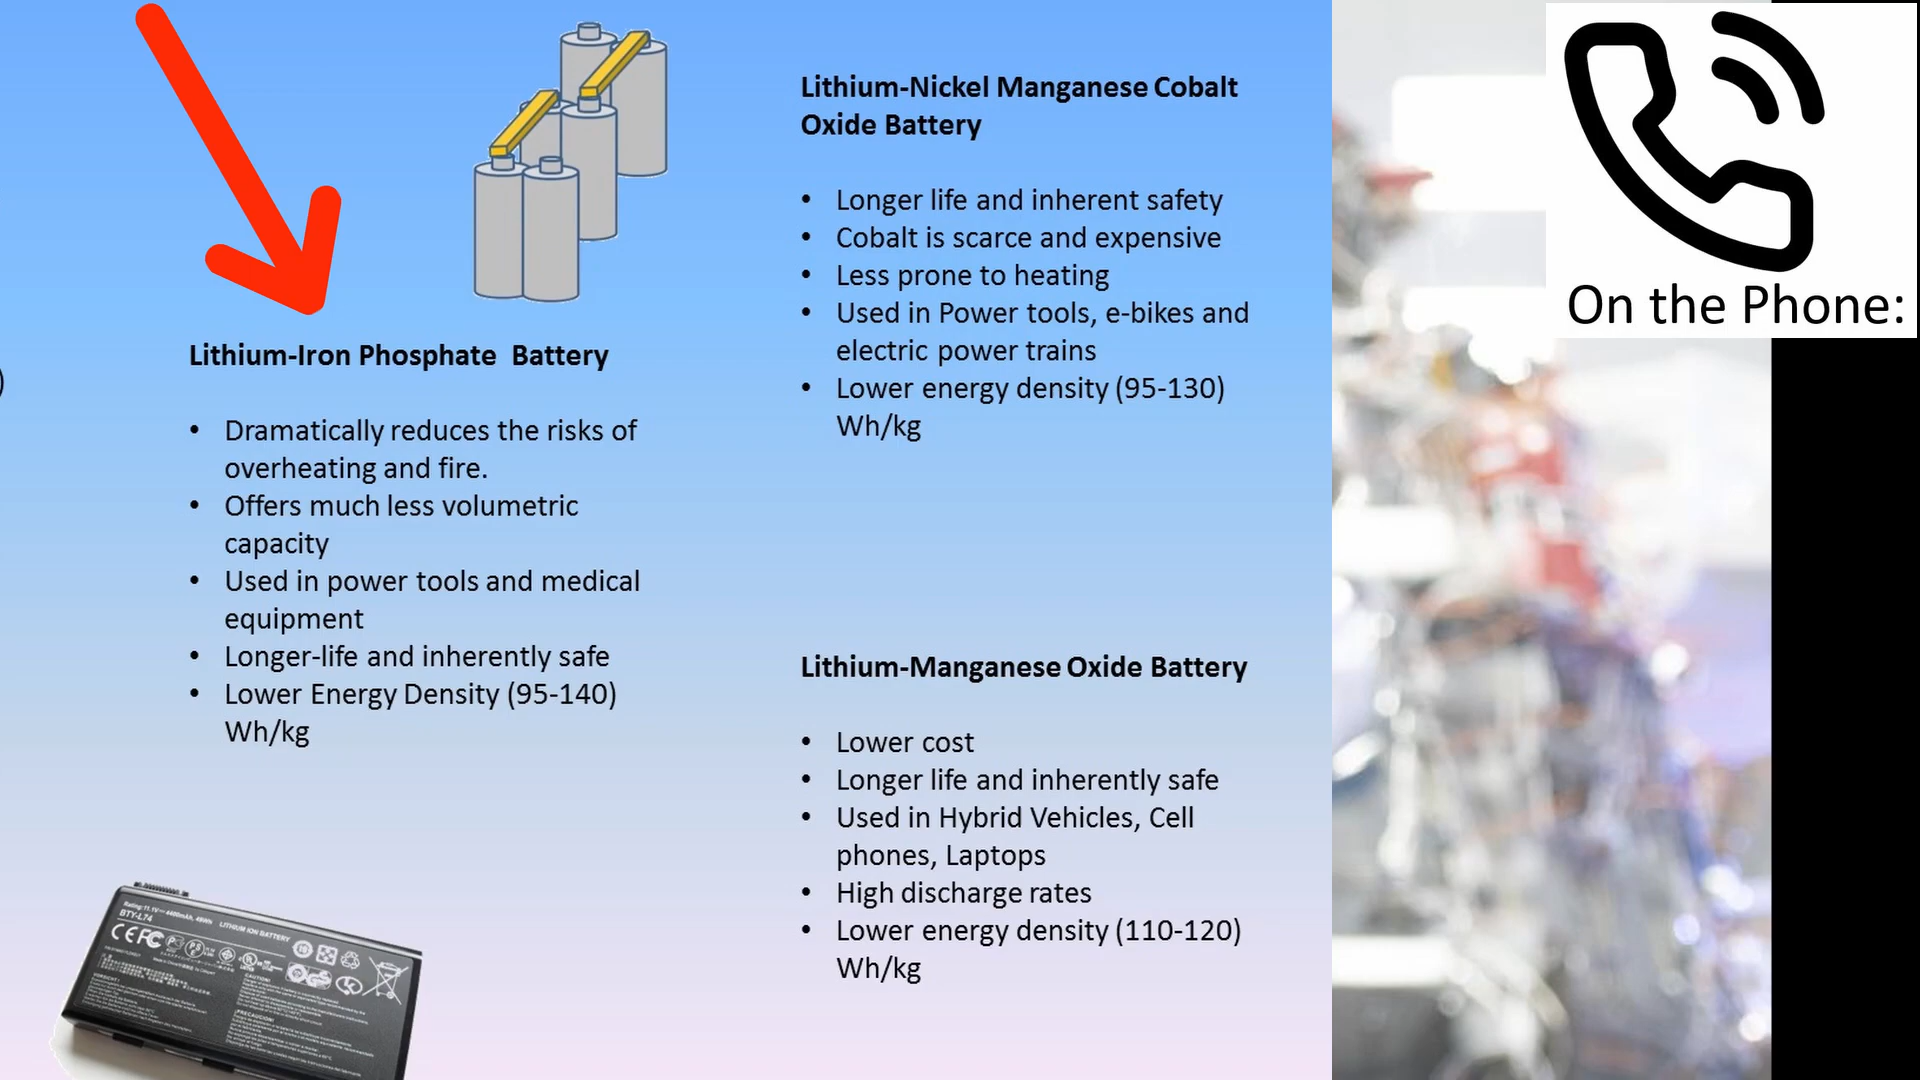 Lithium-Iron Phosphate Battery
• Dramatically reduces the risks of
overheating and fire.
• Offers much less volumetric
capacity
• Used in power tools and medical
equipment
• Longer-life and inherently safe
• Lower Energy Density (95-140)
Wh/kg
Lithium-Nickel Manganese Cobalt
Oxide Battery
• Longer life and inherent safety
• Cobalt is scarce and expensive
• Less prone to heating
• Used in Power tools, e-bikes and
electric power trains
• Lower energy density (95-130)
Wh/kg
Lithium-Manganese Oxide Battery
• Lower cost
• Longer life and inherently safe
• Used in Hybrid Vehicles, Cell
phones, Laptops
• High discharge rates
• Lower energy density (110-120)
Wh/kg
On the Phone:
BTY-L74
LITHIUM ION BATTERY